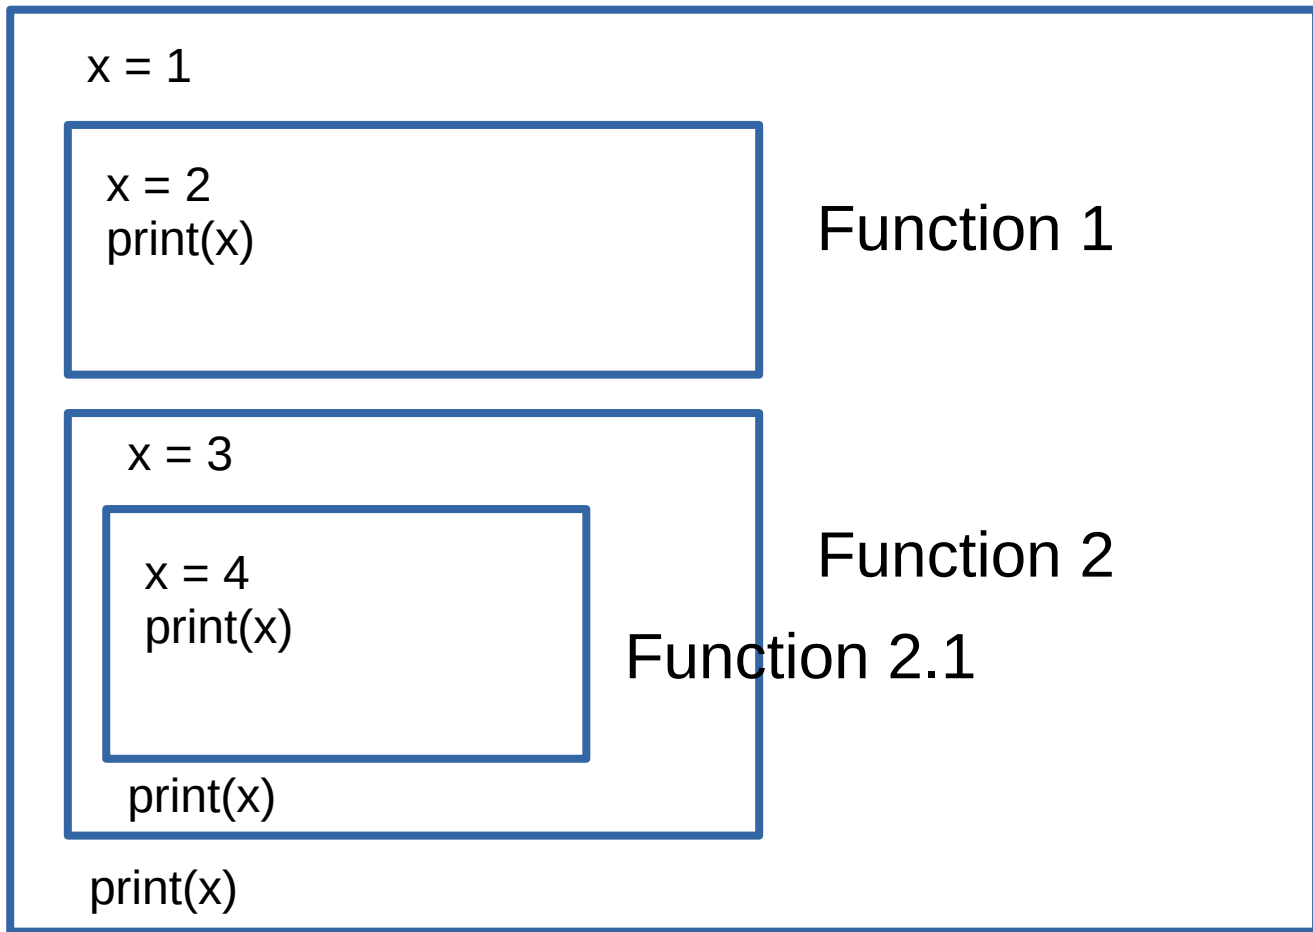 x = 1
x = 2
print(x)
Function 1
x = 3
x = 4
print(x)
Function 2
Function 2.1
print(x)
print(x)